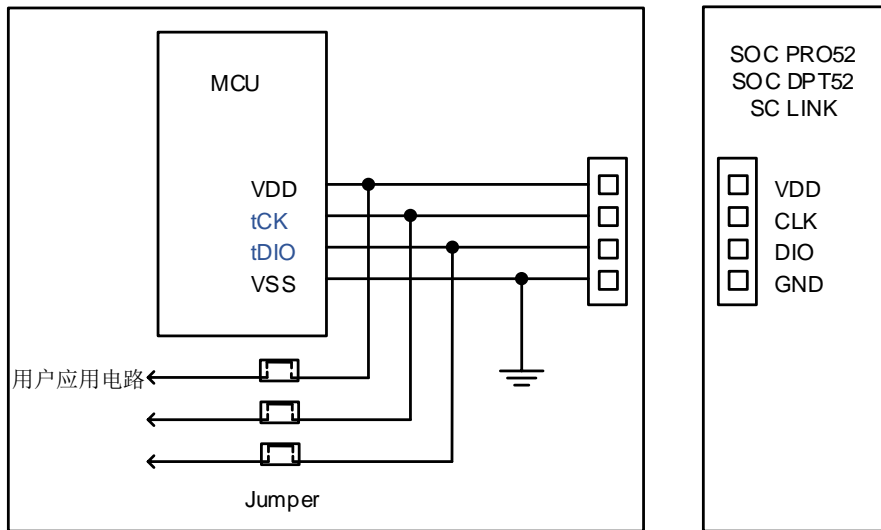 MCU
VDD
tCK
tDIO
VSS
用户应用电路
Jumper
SOC PRO52
SOC DPT52
SC LINK
VDD
CLK
DIO
GND